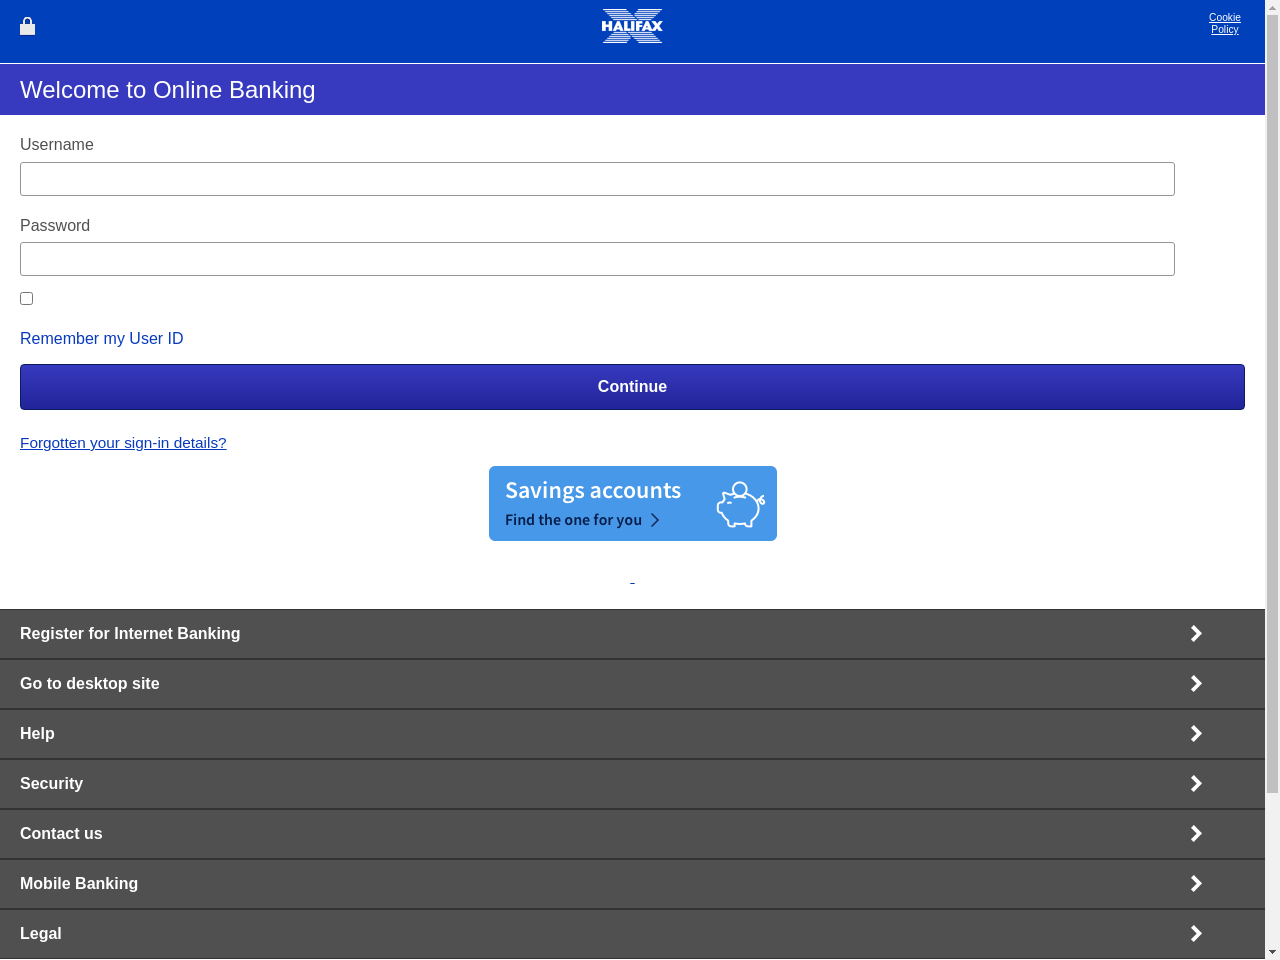 HALIFAX
Cookie
Policy
Welcome to Online Banking
Username
Password
Remember my User ID
Continue
Forgotten your sign-in details?
Savings accounts
Find the one for you
-
Register for Internet Banking
Go to desktop site
Help
Security
Contact us
Mobile Banking
Legal